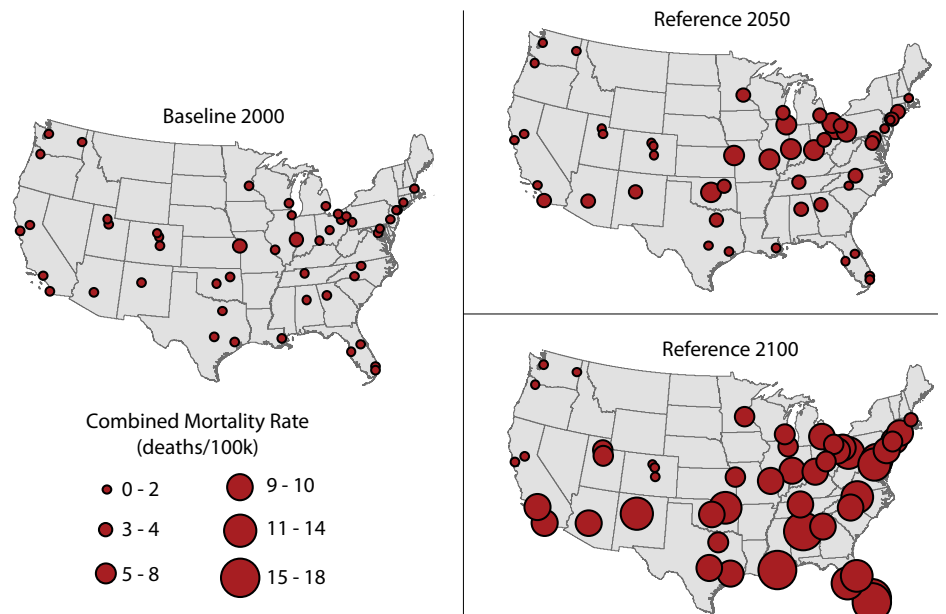 Reference 2050
Baseline 2000
Reference 2100
Combined Mortality Rate
(deaths/100k)
0 - 2
3 - 4
5 - 8
9 - 10
11 - 14
15 - 18